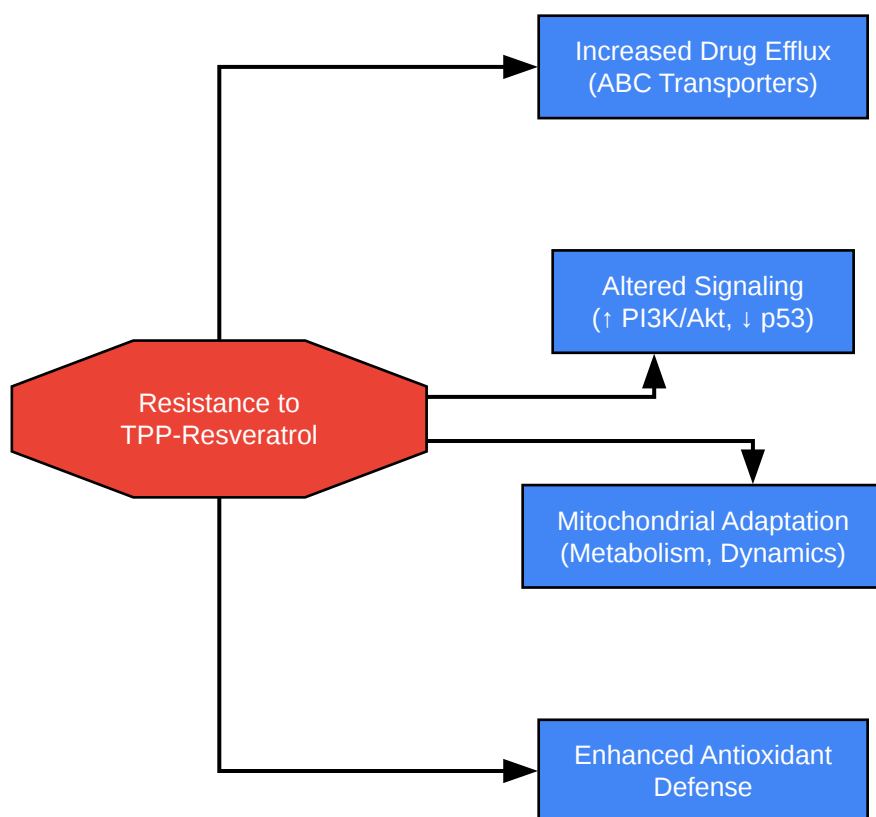 Increased Drug Efflux
(ABC Transporters)
Altered Signaling
(↑ PI3K/Akt, ↓ p53)
Resistance to
TPP-Resveratrol
Mitochondrial Adaptation
(Metabolism, Dynamics)
Enhanced Antioxidant
Defense